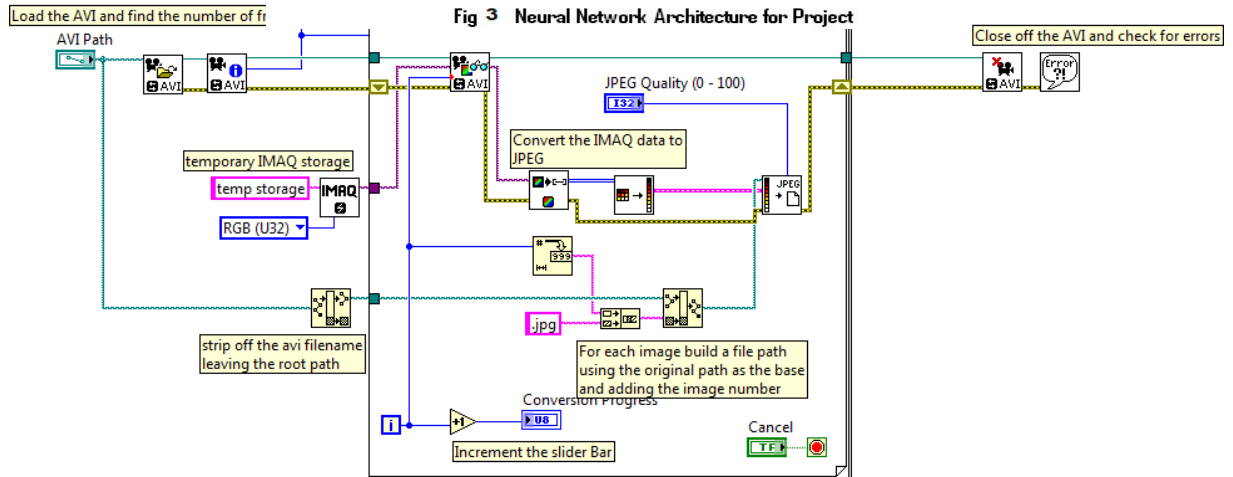 Load the AVI and find the number of fr
Fig 3 Neural Network Architecture for Project
AVI Path
Close off the AVI and check for errors
AVI
AVI
AVI
AVI
Error
?!
JPEG Quality (0 - 100)
I32
Convert the IMAQ data to
JPEG
temporary IMAQ storage
temp storage
IMAQ
RGB (U32)
JPEG
#
999
.jpg
strip off the avi filename
leaving the root path
For each image build a file path
using the original path as the base
and adding the image number
Conversion Progress
i
+1
U8
Increment the slider Bar
Cancel
TF